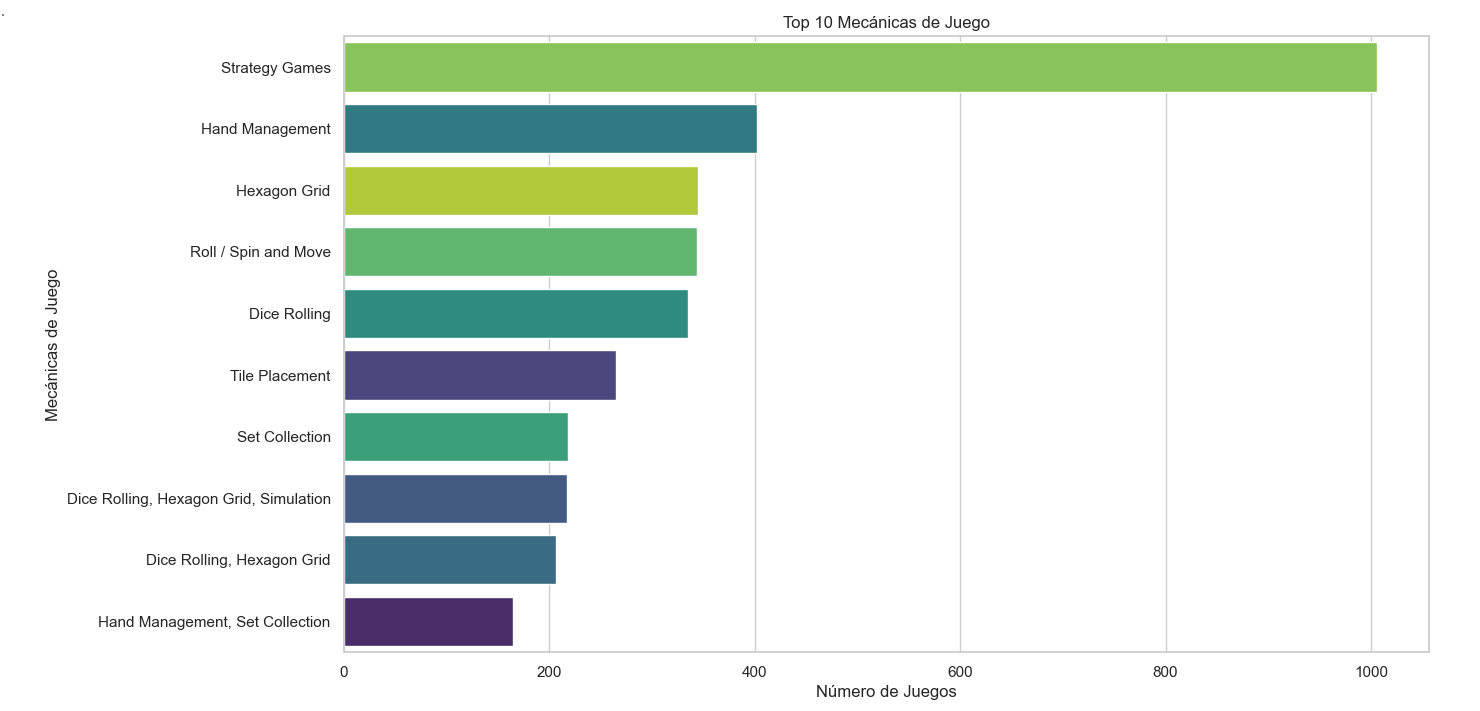 Top 10 Mecánicas de Juego
Mecánicas de Juego
Strategy Games
Hand Management
Hexagon Grid
Roll / Spin and Move
Dice Rolling
Tile Placement
Set Collection
Dice Rolling, Hexagon Grid, Simulation
Dice Rolling, Hexagon Grid
Hand Management, Set Collection
0 200 400 600 800 1000
Número de Juegos